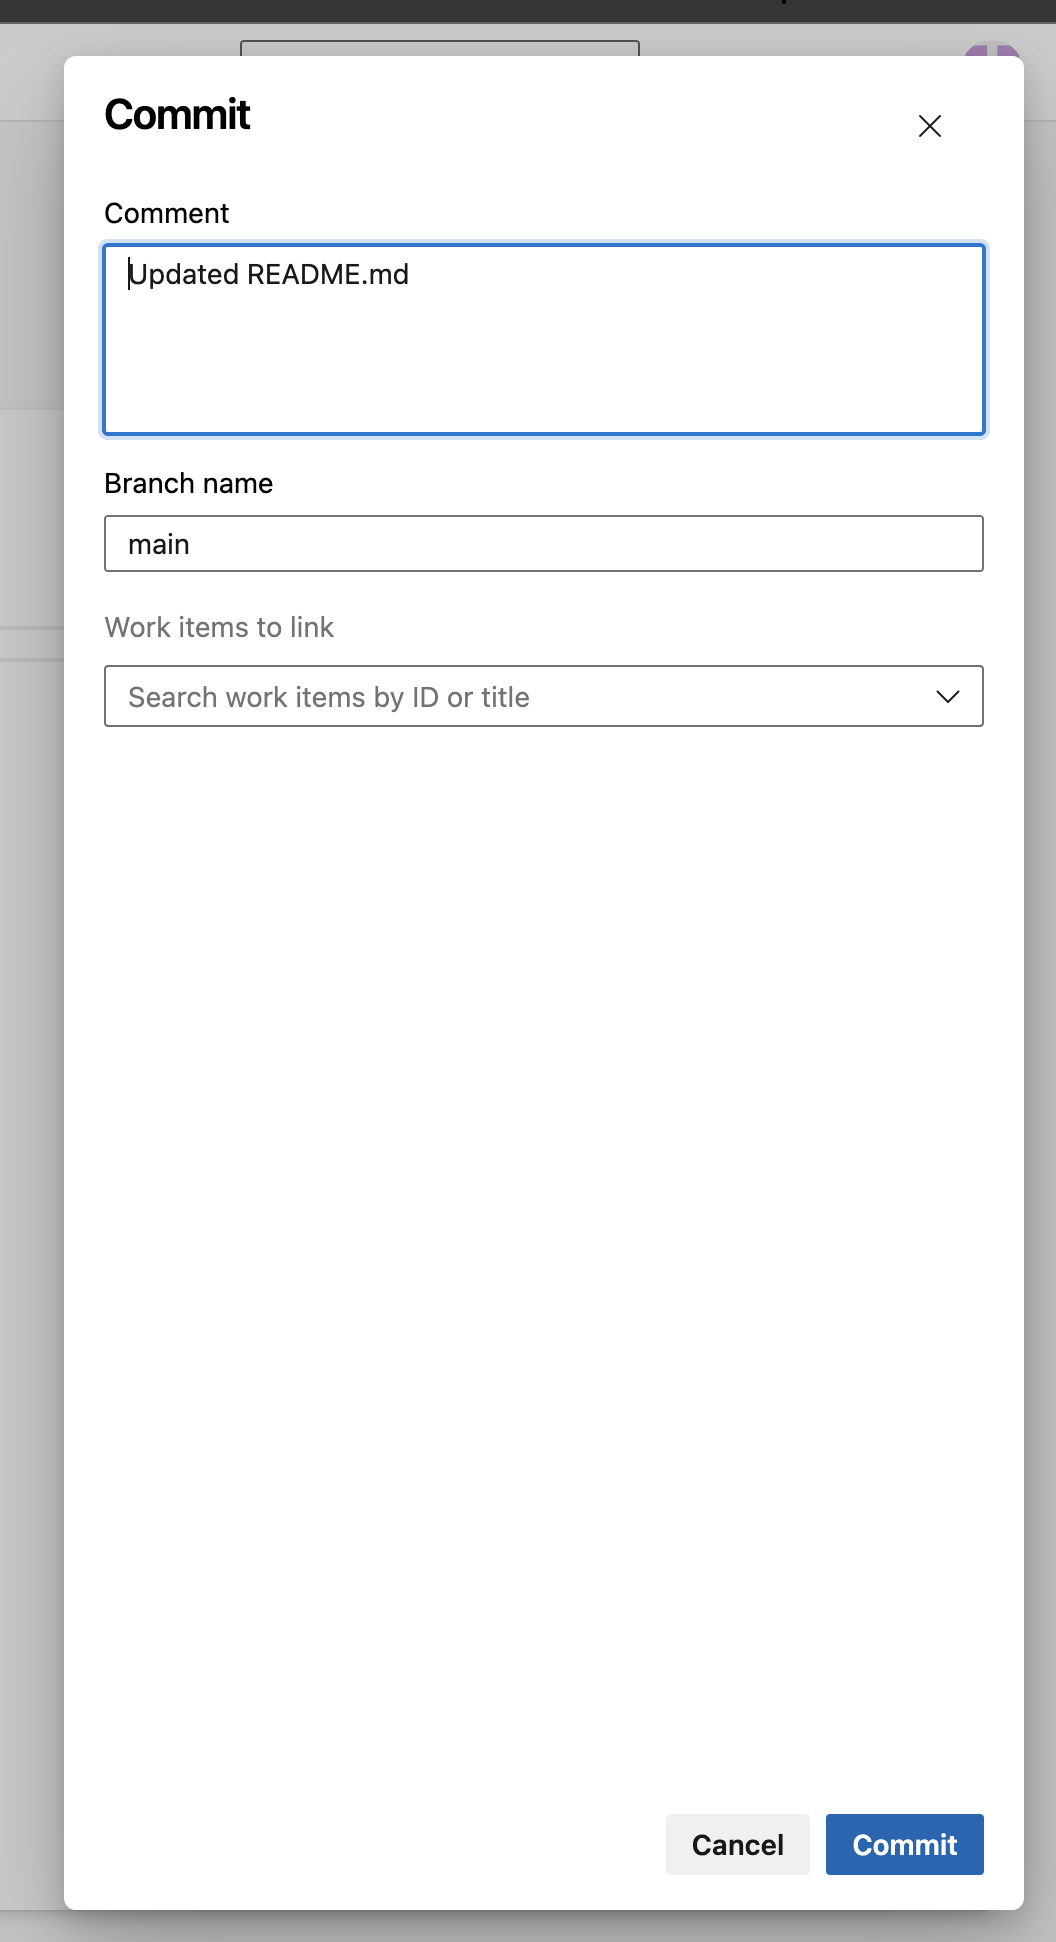 Commit
Comment
Updated README.md
Branch name
main
Work items to link
Search work items by ID or title
Cancel
Commit